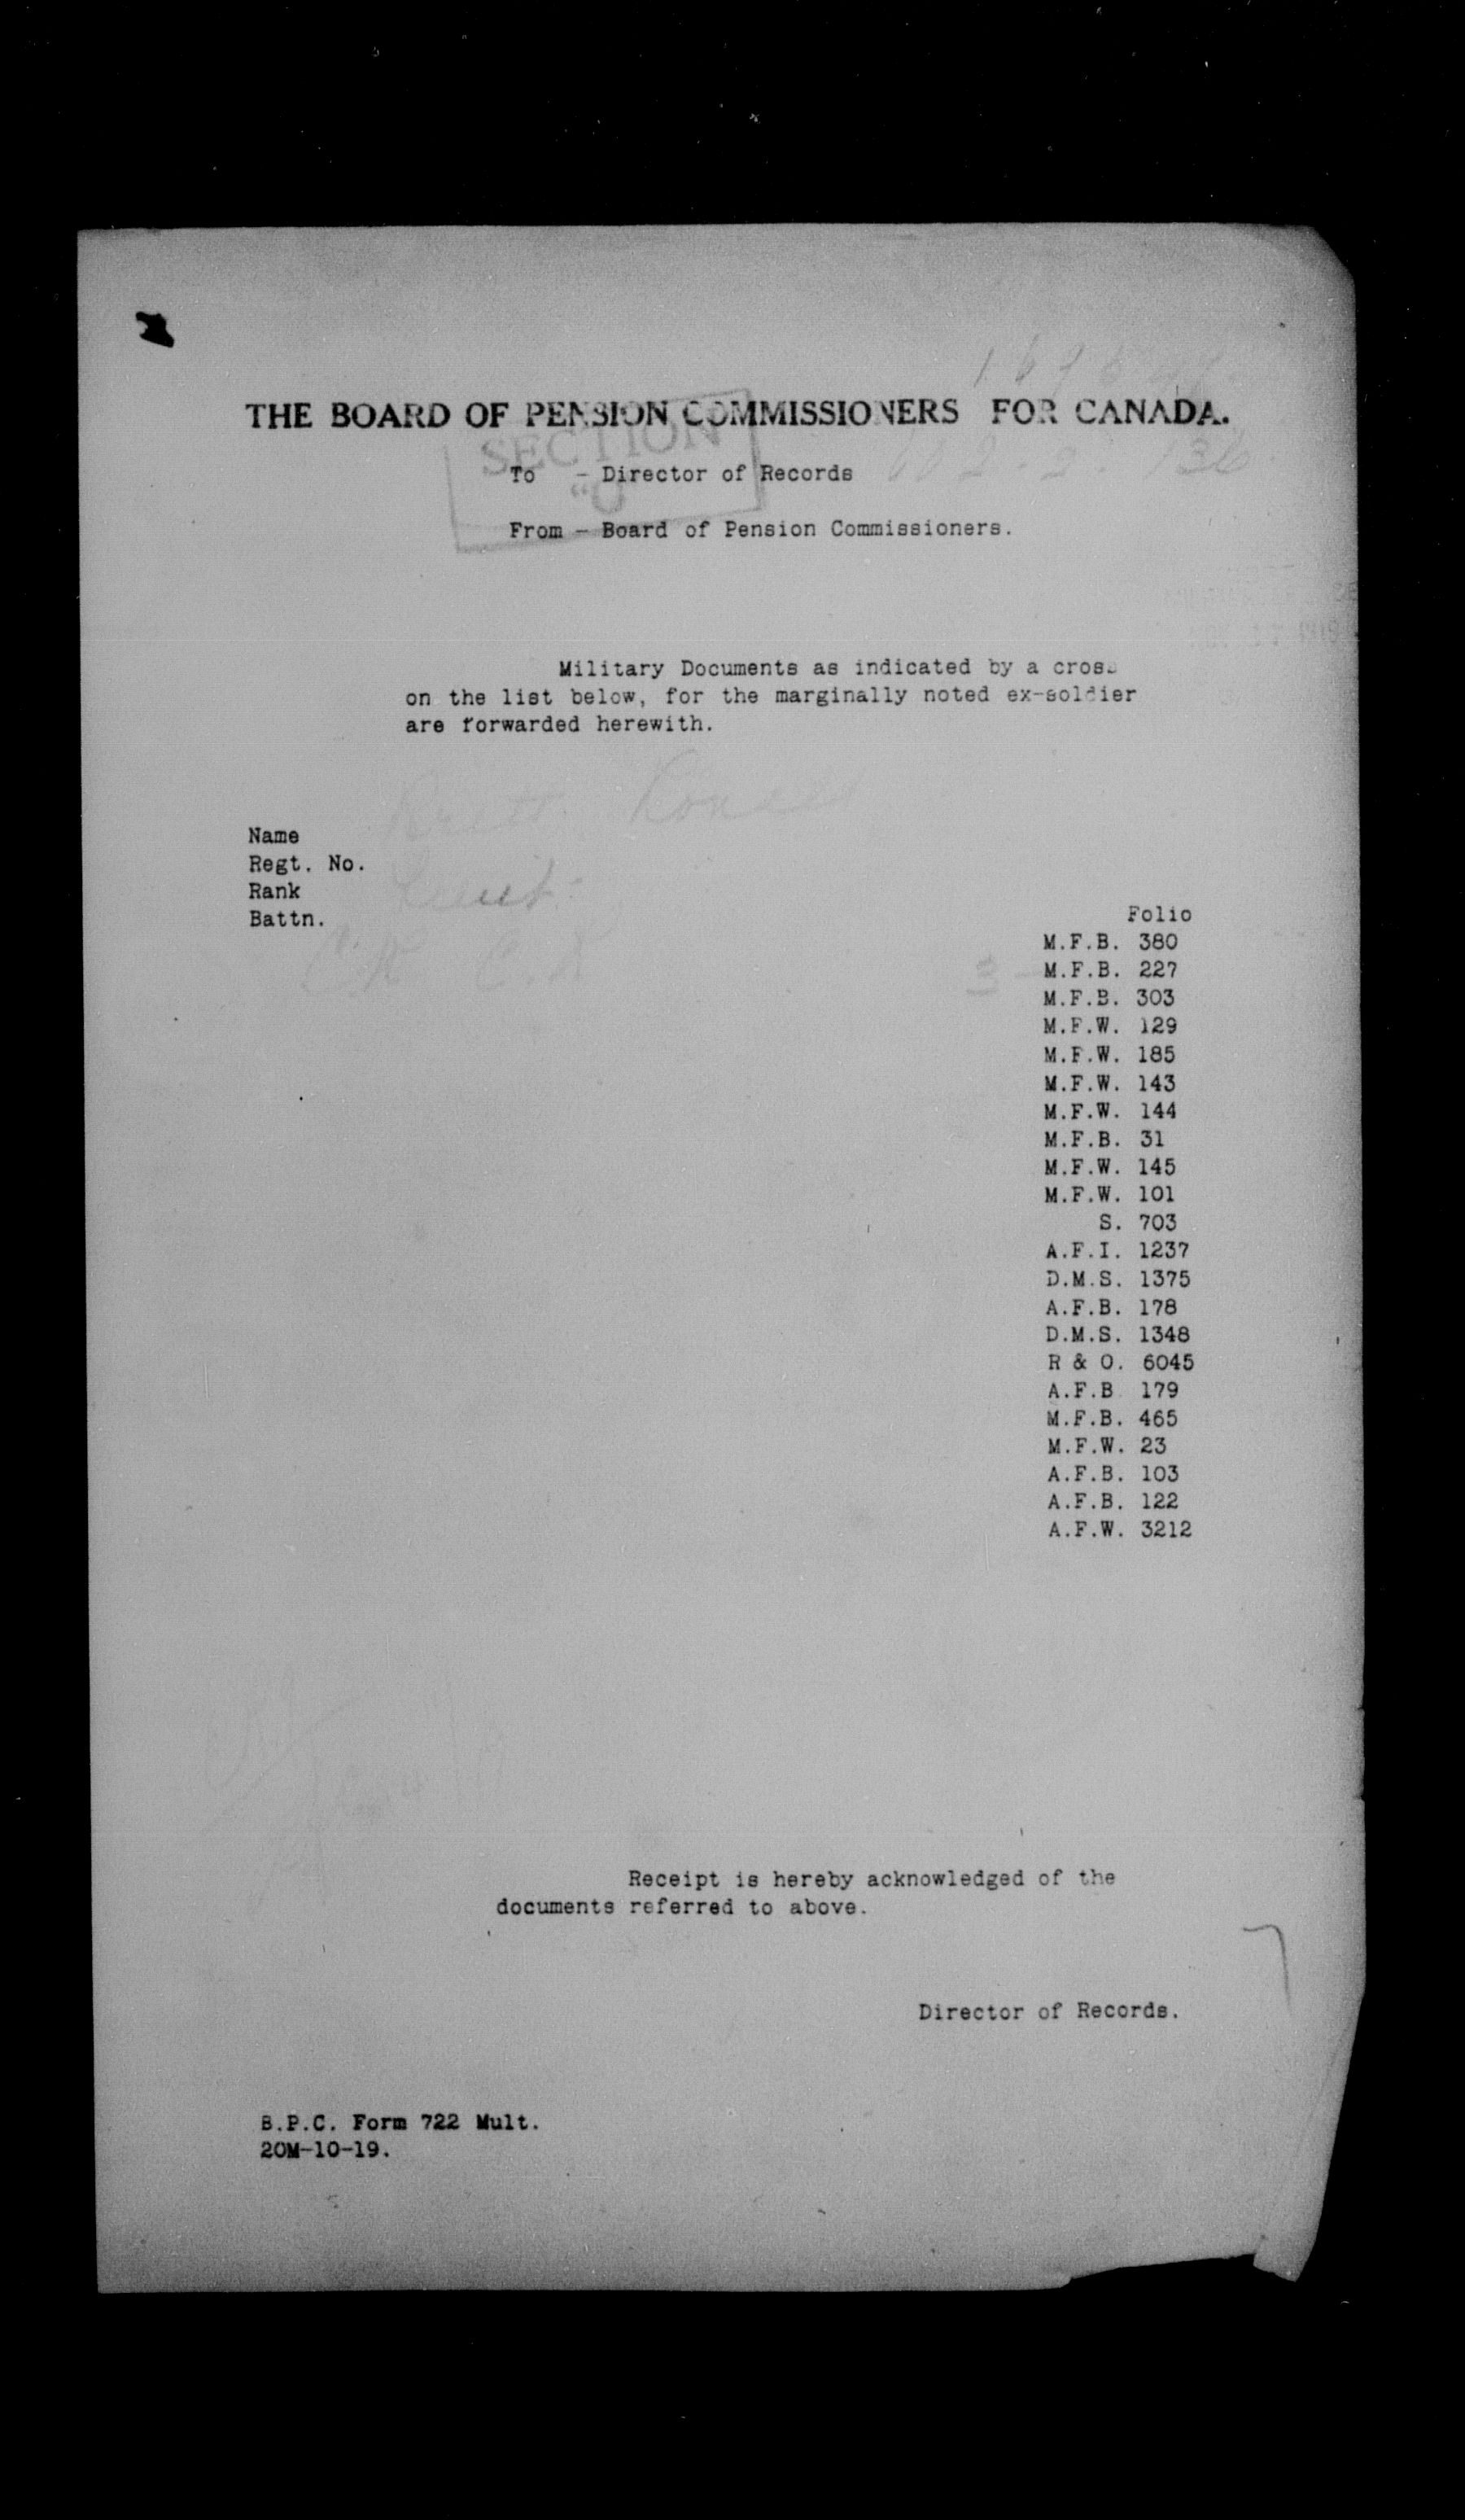 THE BOARD OF PENSION COMMISSIONERS FOR CANADA.
SECTION
To - Director of Records
"O"
From - Board of Pension Commissioners.
1919
Military Documents as indicated by a cross
on the list below, for the marginally noted ex-soldier
are forwarded herewith.
Name
Regt. No.
Rank Lieut.
Battn.
Folio
M.F.B. 380
3 - M.F.B. 227
M.F.B. 303
M.F.W. 129
M.F.W. 185
M.F.W. 143
M.F.W. 144
M.F.B. 31
M.F.W. 145
M.F.W. 101
S. 703
A.F.I. 1237
D.M.S. 1375
A.F.B. 178
D.M.S. 1348
R & O. 6045
A.F.B 179
M.F.B. 465
M.F.W. 23
A.F.B. 103
A.F.B. 122
A.F.W. 3212
Receipt is hereby acknowledged of the
documents referred to above.
Director of Records.
B.P.C. Form 722 Mult.
20M-10-19.